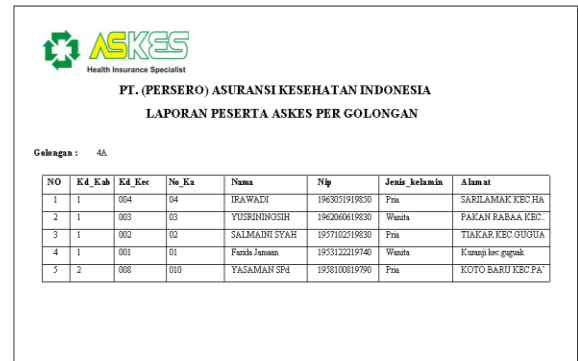 ASKES
Health Insurance Specialist
PT. (PERSERO) ASURANSI KESEHATAN INDONESIA
LAPORAN PESERTA ASKES PER GOLONGAN
Golongan : 4A
NO Kd_Kab Kd_Kec No_Ka Nama Nip Jenis_kelamin Alamat
1 1 004 04 IRAWADI 1963051919850 Pria SARILAMAK KEC.HA
2 1 003 03 YUSRININGSIH 1962060619830 Wanita PAKAN RABAA KEC.
3 1 002 02 SALMAINI SYAH 1957102519830 Pria TIAKAR KEC.GUGUA
4 1 001 01 Farida Jamaan 1953122219740 Wanita Kuranji kec guguak
5 2 008 010 YASAMAN SPd 1958100819790 Pria KOTO BARU KEC.PA